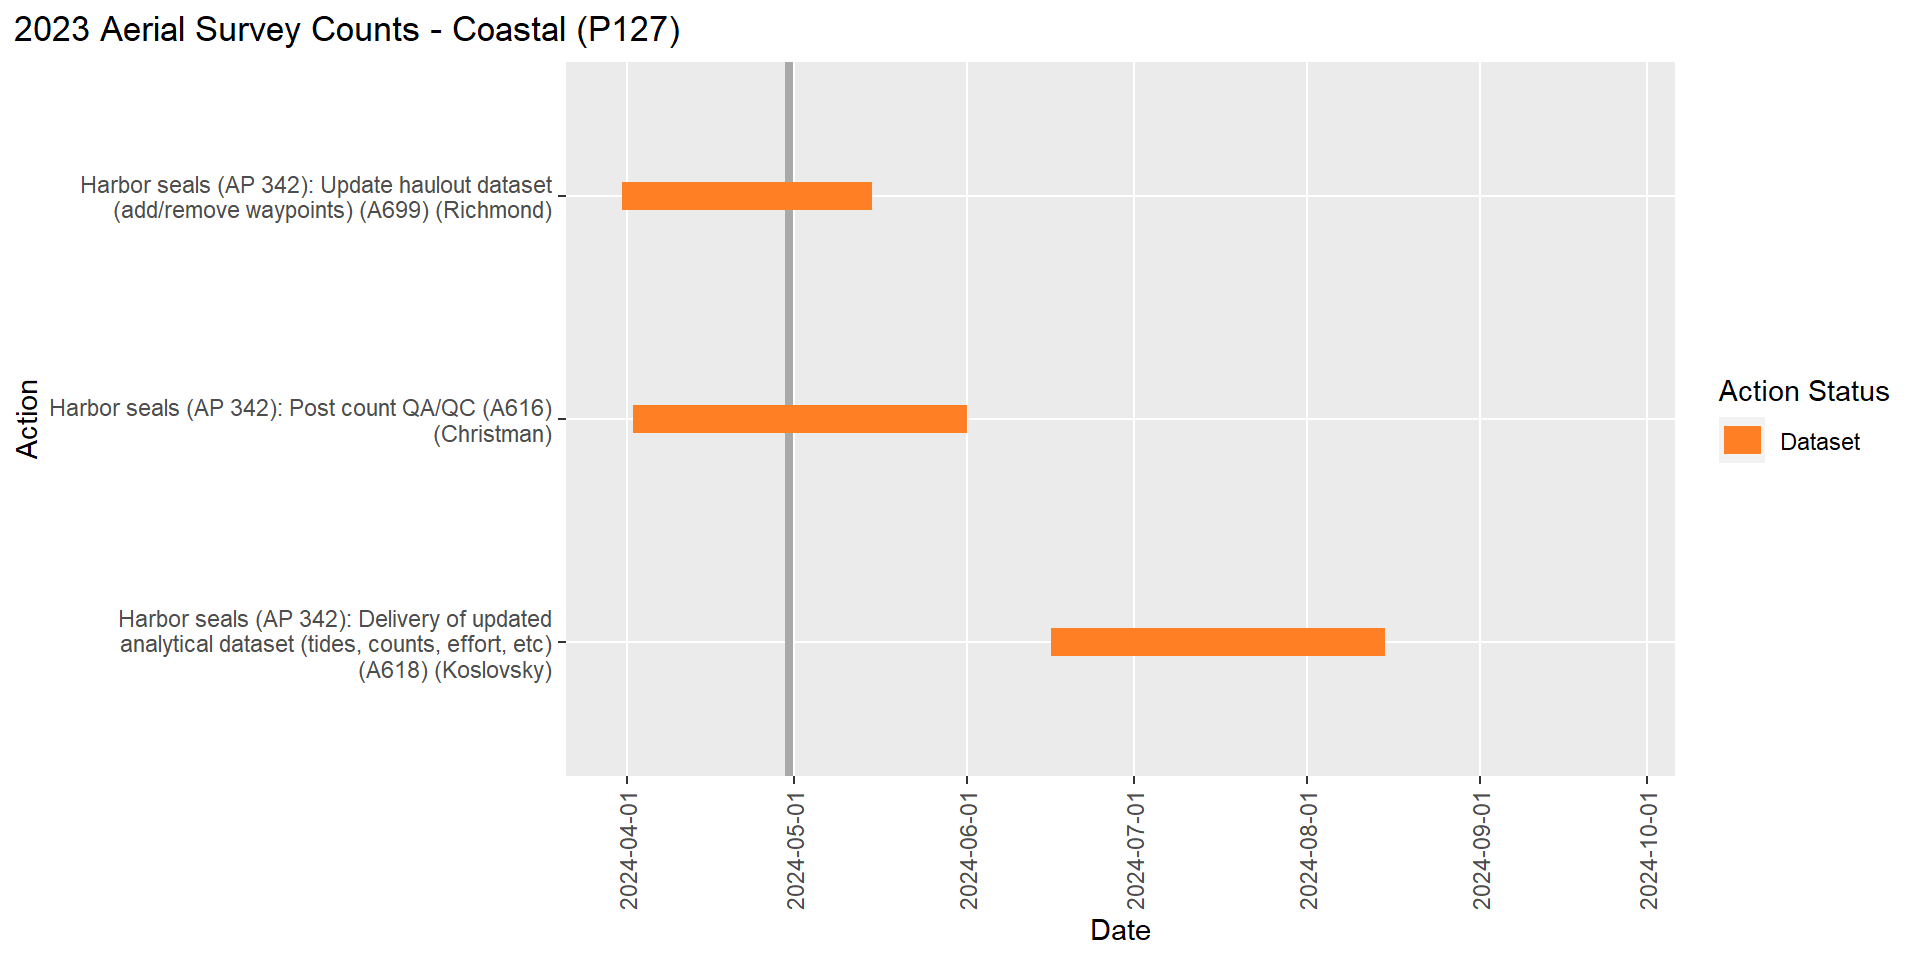 2023 Aerial Survey Counts - Coastal (P127)
Harbor seals (AP 342): Update haulout dataset
(add/remove waypoints) (A699) (Richmond)
Harbor seals (AP 342): Post count QA/QC (A616)
(Christman)
Harbor seals (AP 342): Delivery of updated
analytical dataset (tides, counts, effort, etc)
(A618) (Koslovsky)
Action
2024-04-01
2024-05-01
2024-06-01
2024-07-01
2024-08-01
2024-09-01
2024-10-01
Date
Action Status
Dataset